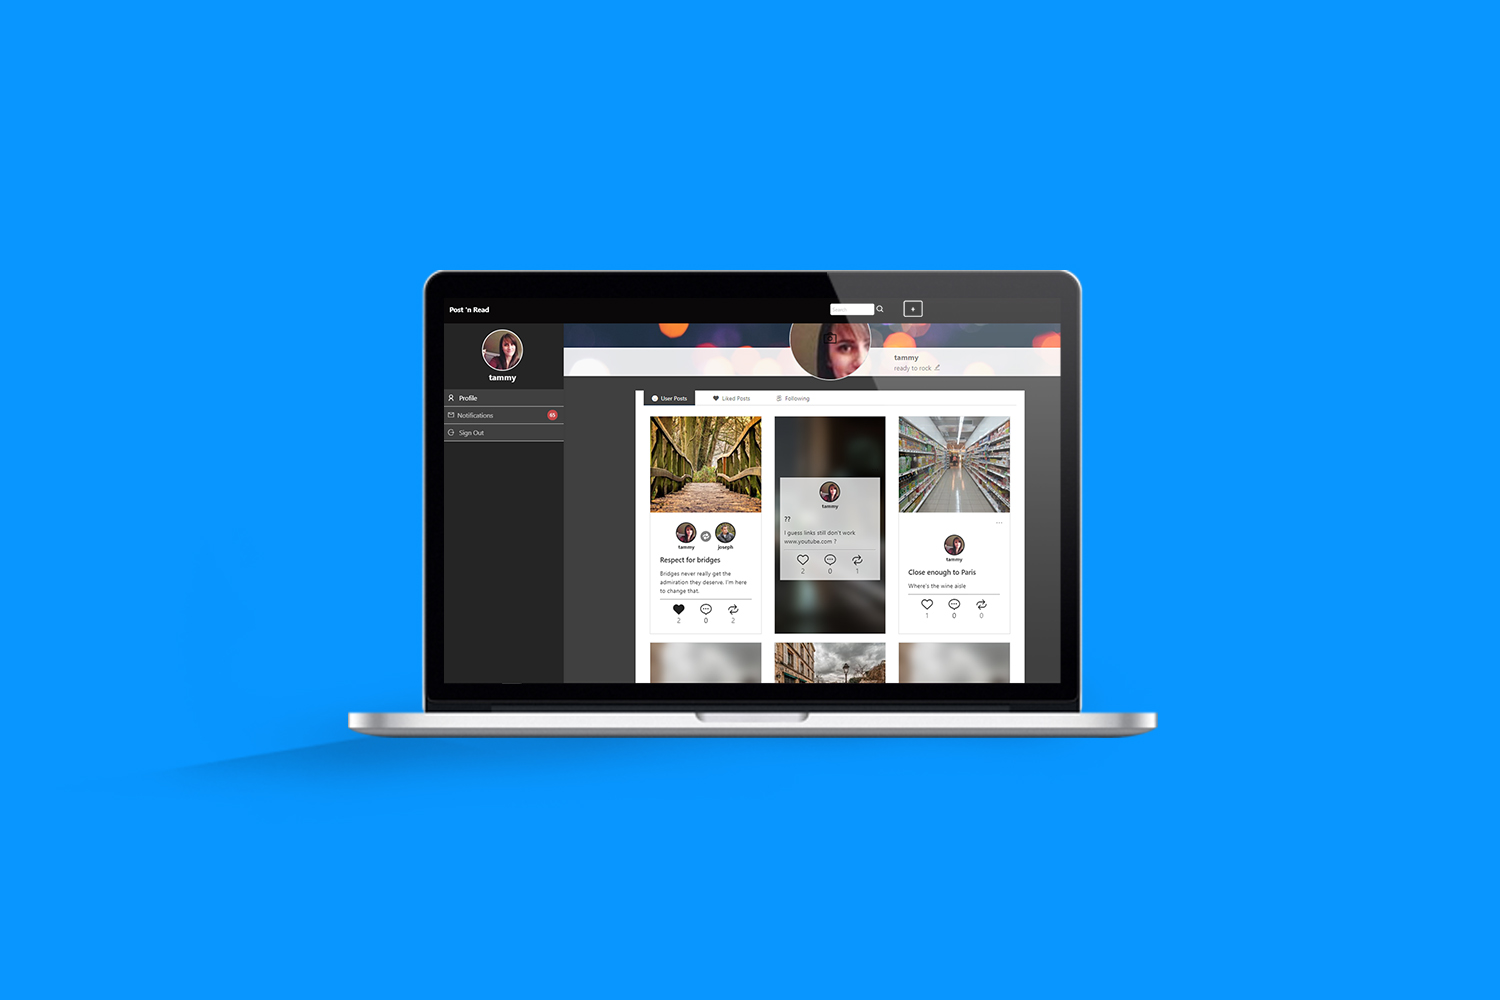 Post 'n Read
Search
+
tammy
Profile
Notifications
65
Sign Out
tammy
ready to rock
User Posts
Liked Posts
Following
tammy
joseph
Respect for bridges
Bridges never really get the
admiration they deserve. I'm here
to change that.
2
0
2
tammy
??
I guess links still don't work
www.youtube.com ?
2
0
1
...
tammy
Close enough to Paris
Where's the wine aisle
1
0
0